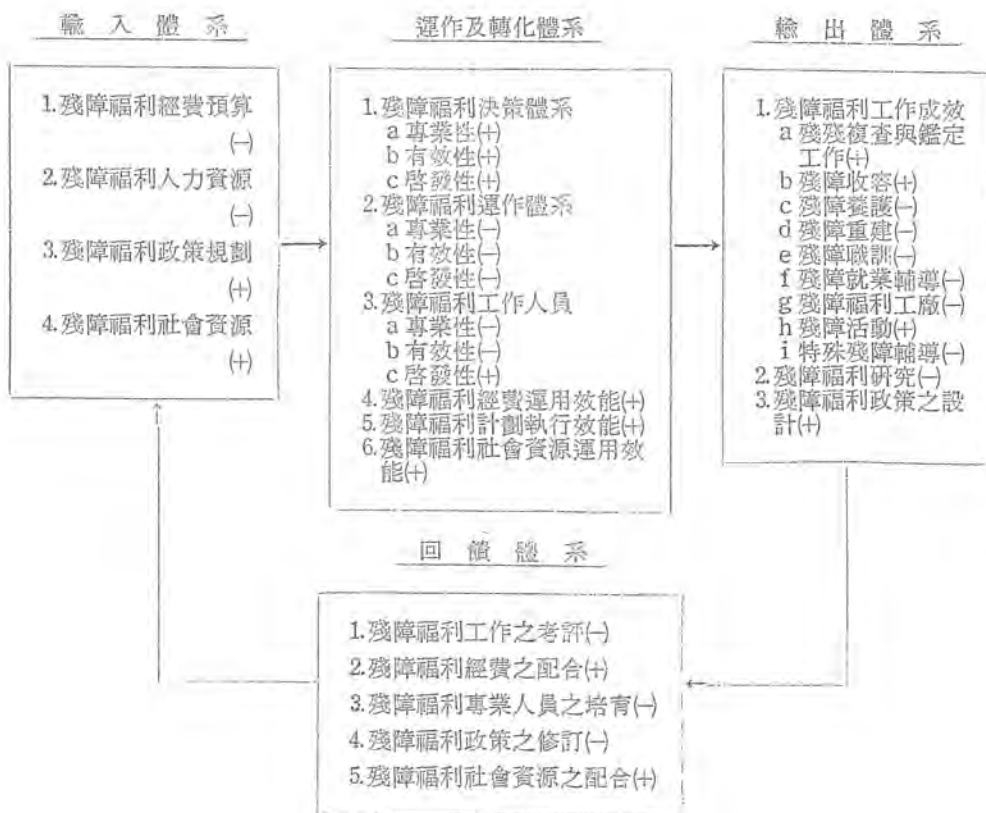 輸入體系
1.殘障福利經費預算
(−)
2.殘障福利人力資源
(−)
3.殘障福利政策規劃
(+)
4.殘障福利社會資源
(+)
運作及轉化體系
1.殘障福利決策體系
a 專業性(+)
b 有效性(+)
c 啓發性(+)
2.殘障福利運作體系
a 專業性(−)
b 有效性(−)
c 啓發性(−)
3.殘障福利工作人員
a 專業性(−)
b 有效性(−)
c 啓發性(+)
4.殘障福利經費運用效能(+)
5.殘障福利計劃執行效能(+)
6.殘障福利社會資源運用效
能(+)
輸出體系
1.殘障福利工作成效
a 殘殘複查與鑑定
工作(+)
b 殘障收容(+)
c 殘障養護(−)
d 殘障重建(−)
e 殘障職訓(−)
f 殘障就業輔導(−)
g 殘障福利工廠(−)
h 殘障活動(+)
i 特殊殘障輔導(−)
2.殘障福利研究(−)
3.殘障福利政策之設
計(+)
回饋體系
1.殘障福利工作之考評(−)
2.殘障福利經費之配合(+)
3.殘障福利專業人員之培育(−)
4.殘障福利政策之修訂(−)
5.殘障福利社會資源之配合(+)